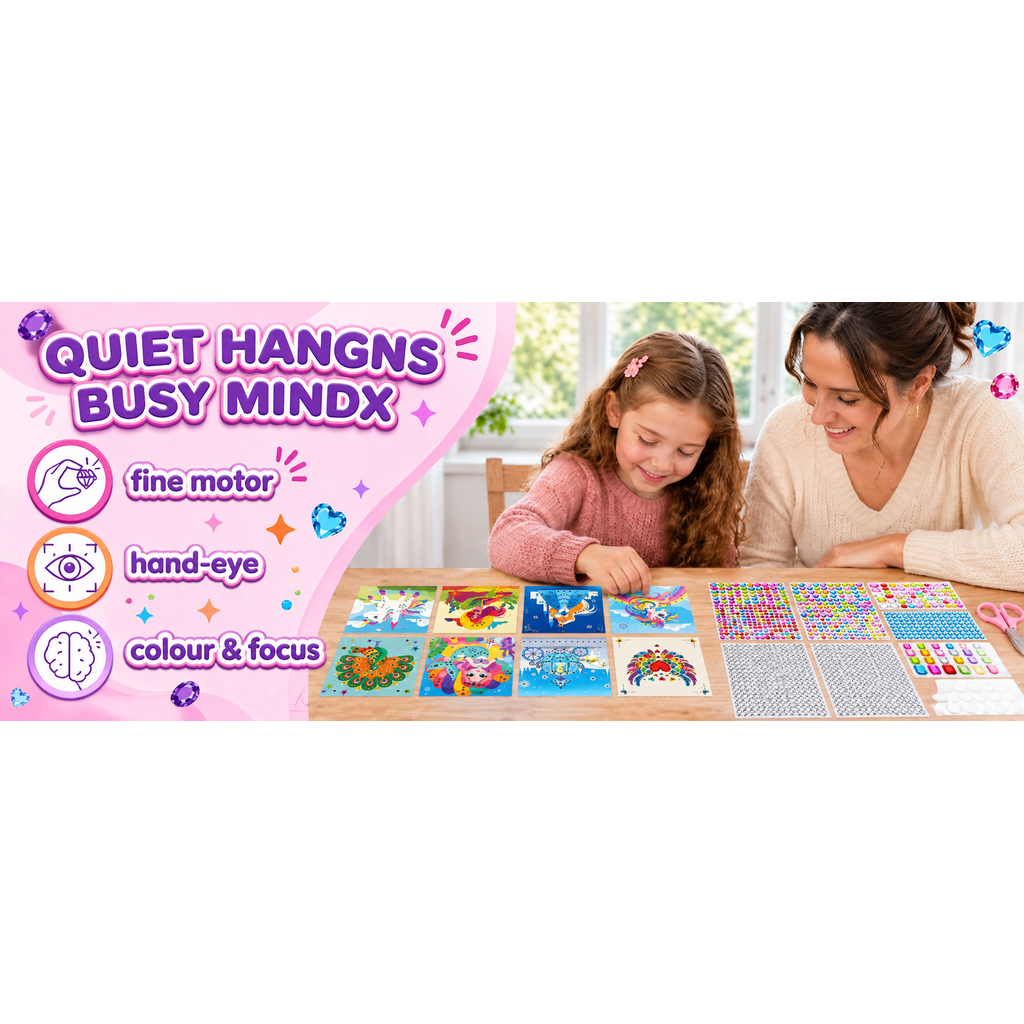 QUIET HANGNS
BUSY MINDX
fine motor
hand-eye
colour & focus